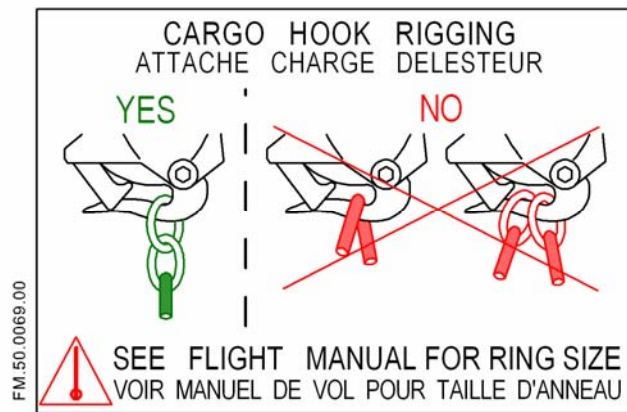 CARGO HOOK RIGGING
ATTACHE CHARGE DELESTEUR
YES
NO
FM.50.0069.00
SEE FLIGHT MANUAL FOR RING SIZE
VOIR MANUEL DE VOL POUR TAILLE D'ANNEAU